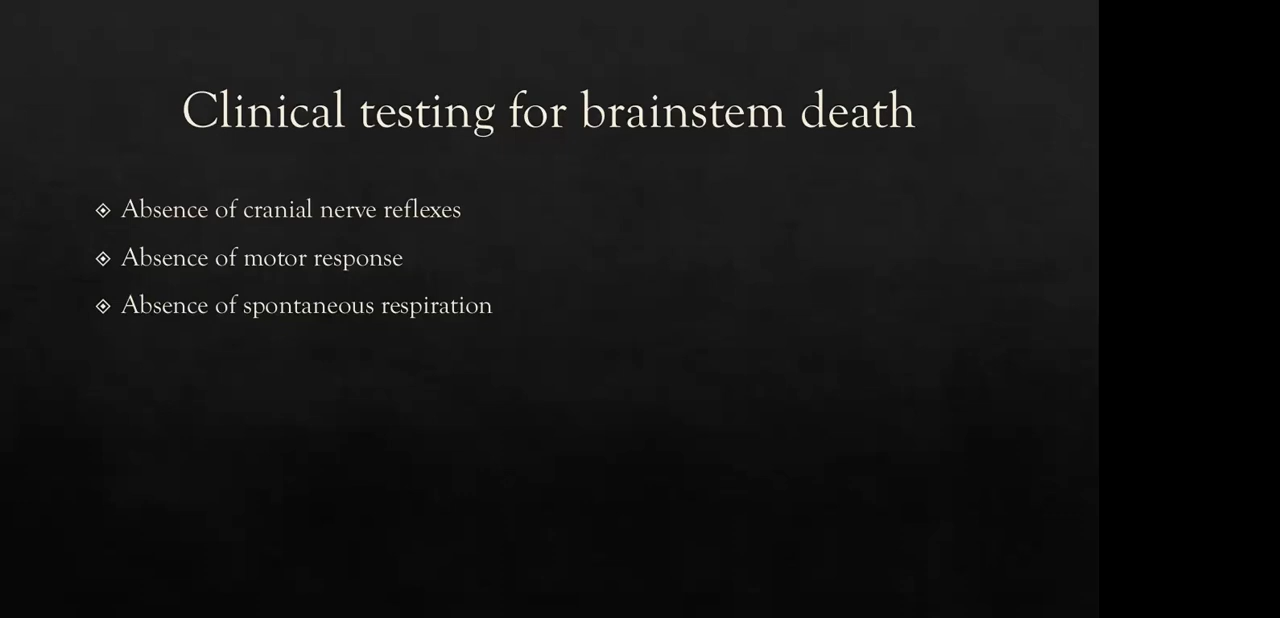 Clinical testing for brainstem death
Absence of cranial nerve reflexes
Absence of motor response
Absence of spontaneous respiration